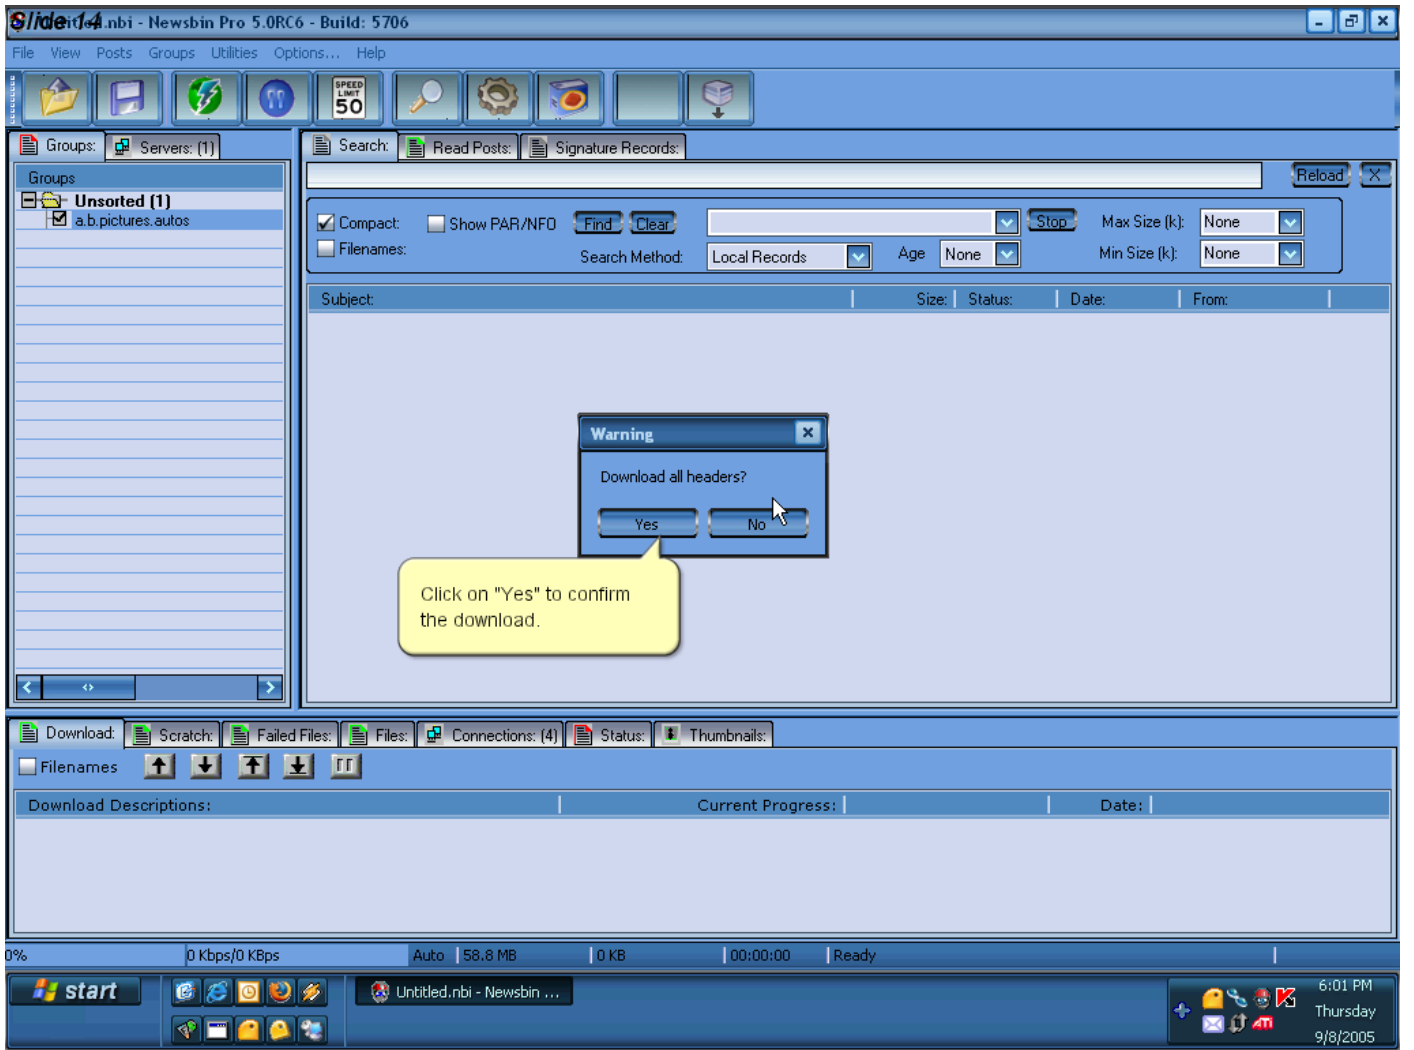 Slide 14
Untitled.nbi - Newsbin Pro 5.0RC6 - Build: 5706
File View Posts Groups Utilities Options... Help
SPEED
LIMIT
50
Groups: Servers: (1)
Search: Read Posts: Signature Records:
Groups
Reload X
Unsorted (1)
a.b.pictures.autos
Compact: Show PAR/NFO Find Clear Stop Max Size (k): None
Filenames: Search Method: Local Records Age None Min Size (k): None
Subject: Size: Status: Date: From:
Warning
Download all headers?
Yes No
Click on "Yes" to confirm
the download.
Download: Scratch: Failed Files: Files: Connections: (4) Status: Thumbnails:
Filenames
Download Descriptions: Current Progress: Date:
0% 0 Kbps/0 KBps Auto 58.8 MB 0 KB 00:00:00 Ready
start Untitled.nbi - Newsbin ... 6:01 PM
Thursday
ATI
9/8/2005